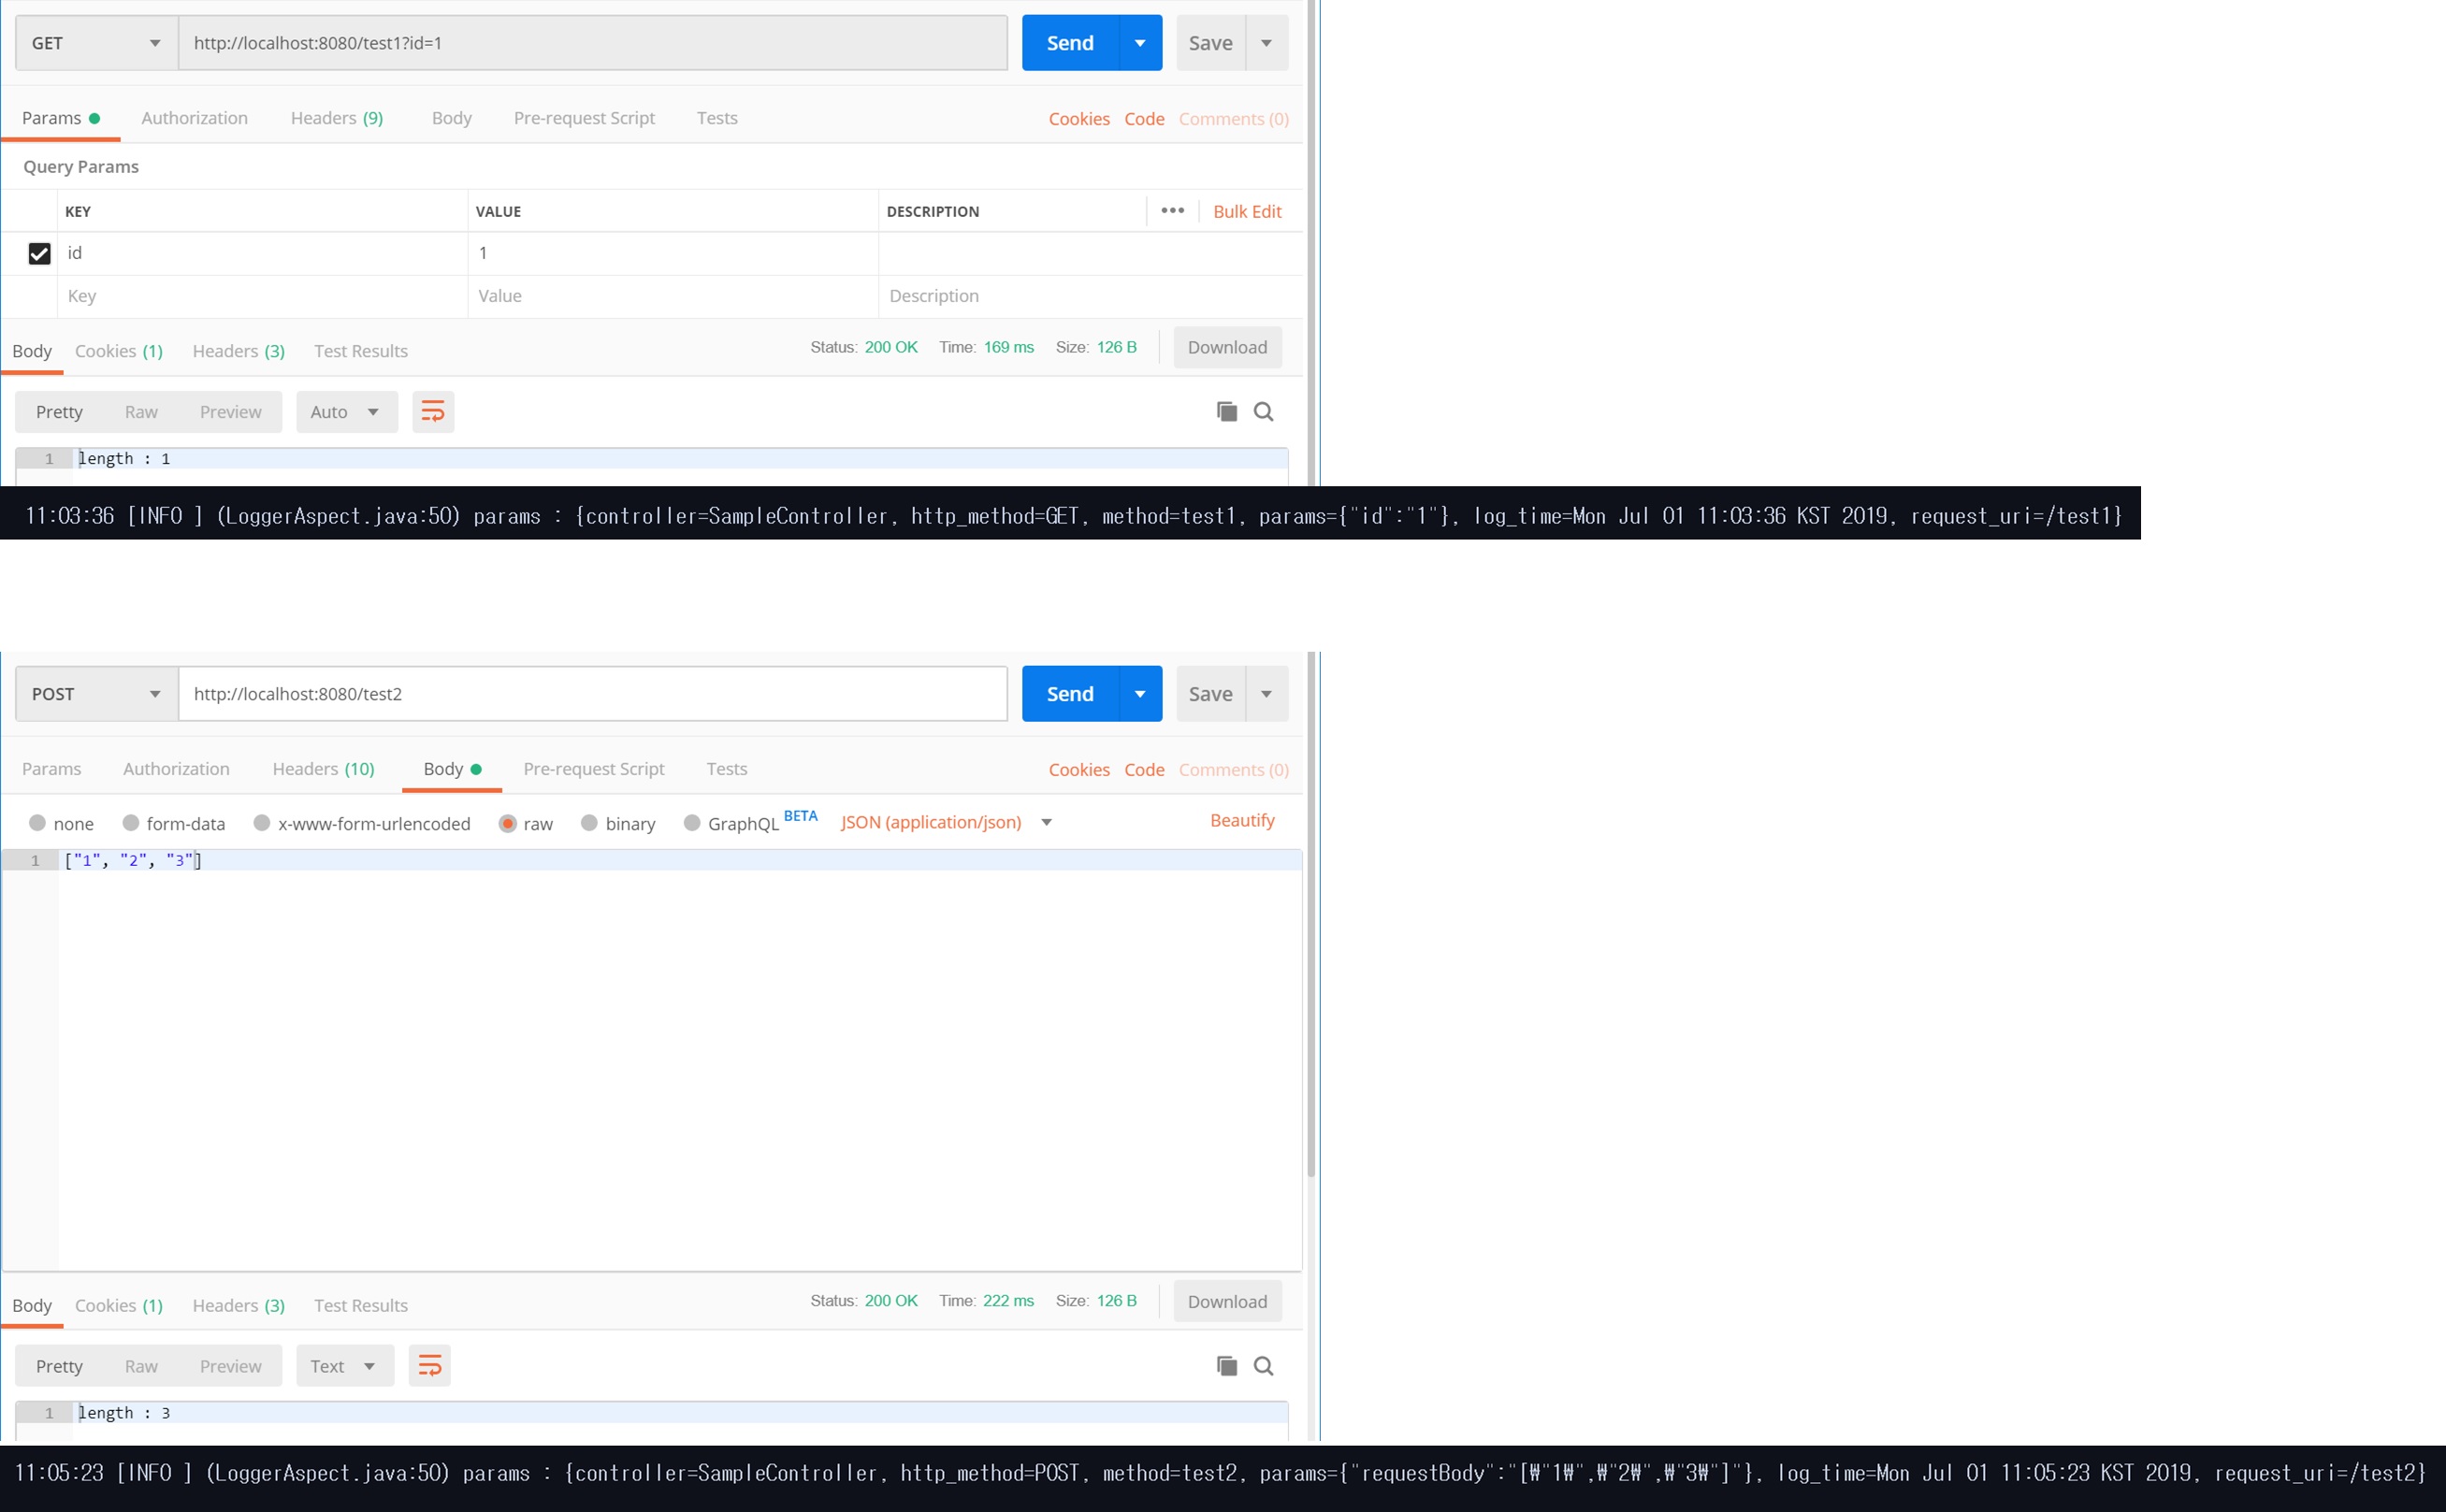 GET http://localhost:8080/test1?id=1 Send Save
Params Authorization Headers (9) Body Pre-request Script Tests Cookies Code Comments (0)
Query Params
KEY VALUE DESCRIPTION ••• Bulk Edit
id 1
Key Value Description
Body Cookies (1) Headers (3) Test Results Status: 200 OK Time: 169 ms Size: 126 B Download
Pretty Raw Preview Auto
1 length : 1
11:03:36 [INFO ] (LoggerAspect.java:50) params : {controller=SampleController, http_method=GET, method=test1, params={"id":"1"}, log_time=Mon Jul 01 11:03:36 KST 2019, request_uri=/test1}
POST http://localhost:8080/test2 Send Save
Params Authorization Headers (10) Body Pre-request Script Tests Cookies Code Comments (0)
none form-data x-www-form-urlencoded raw binary GraphQL BETA JSON (application/json) Beautify
1 ["1", "2", "3"]
Body Cookies (1) Headers (3) Test Results Status: 200 OK Time: 222 ms Size: 126 B Download
Pretty Raw Preview Text
1 length : 3
11:05:23 [INFO ] (LoggerAspect.java:50) params : {controller=SampleController, http_method=POST, method=test2, params={"requestBody":"[₩"1₩",₩"2₩",₩"3₩"]"}, log_time=Mon Jul 01 11:05:23 KST 2019, request_uri=/test2}